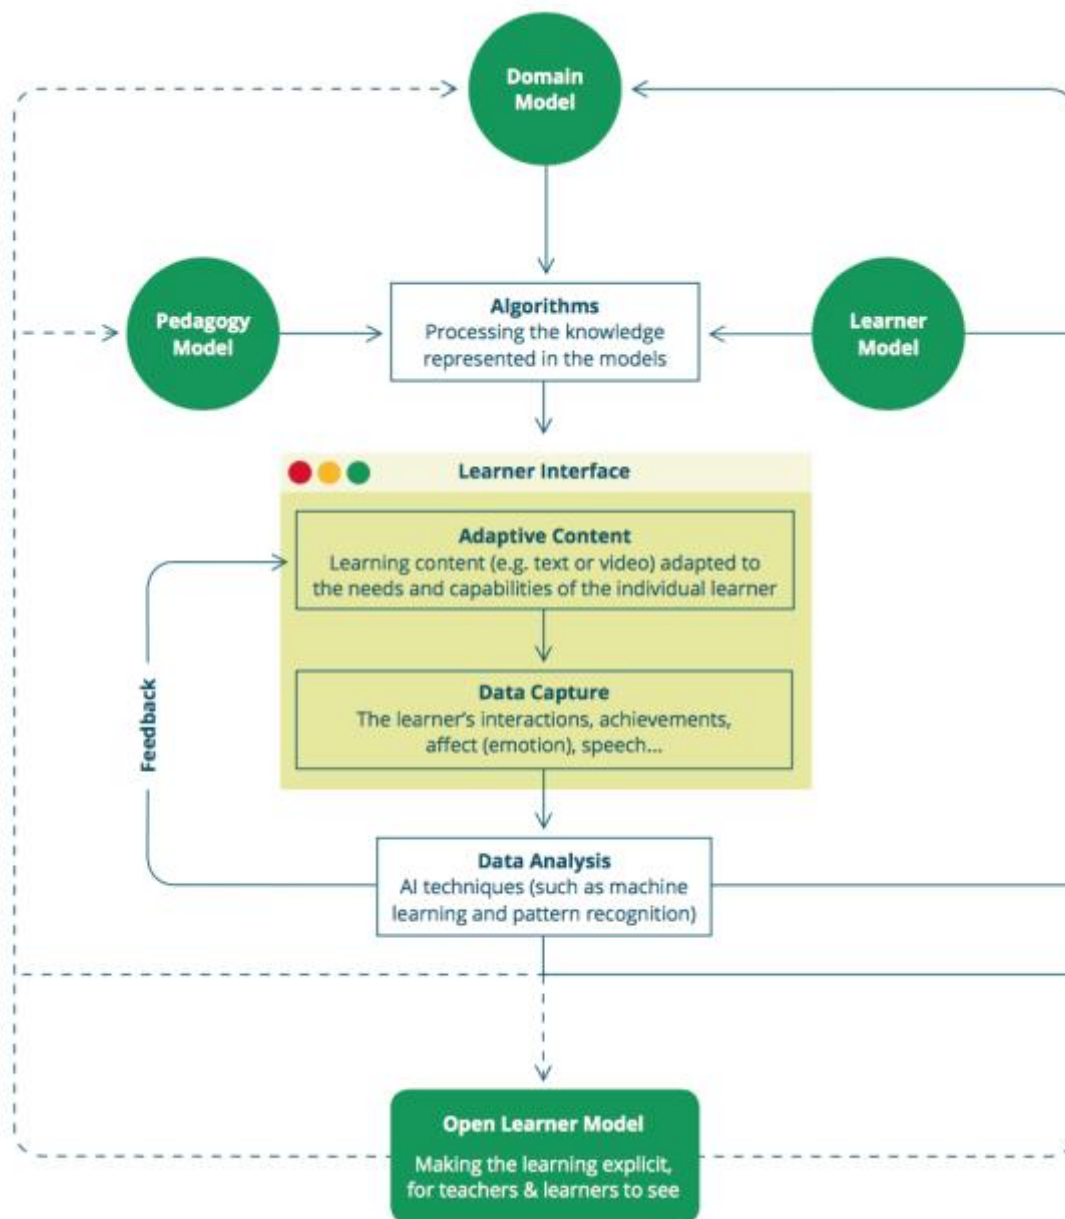 Domain
Model
Pedagogy
Model
Algorithms
Processing the knowledge
represented in the models
Learner
Model
Learner Interface
Adaptive Content
Learning content (e.g. text or video) adapted to
the needs and capabilities of the individual learner
Data Capture
The learner’s interactions, achievements,
affect (emotion), speech...
Feedback
Data Analysis
AI techniques (such as machine
learning and pattern recognition)
Open Learner Model
Making the learning explicit,
for teachers & learners to see